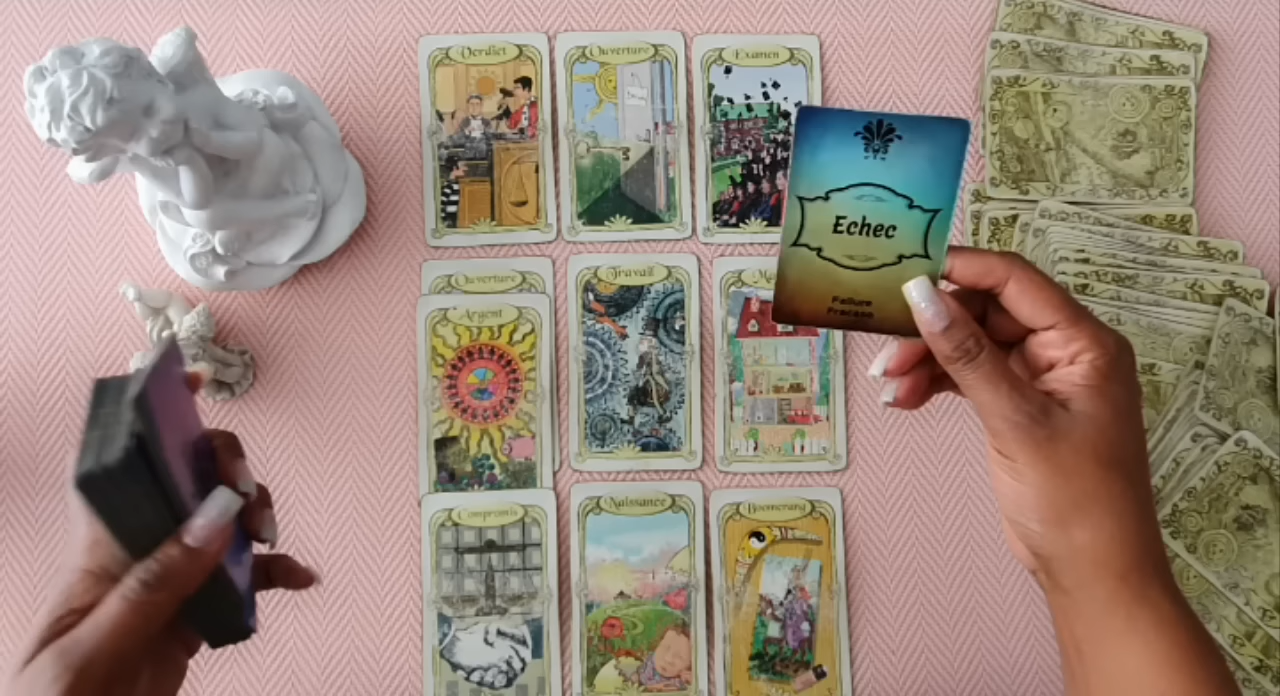 Verdict
Ouverture
Examen
Echec
Failure
Fracaso
Ouverture
Travail
Argent
Compromis
Naissance
Boomerang